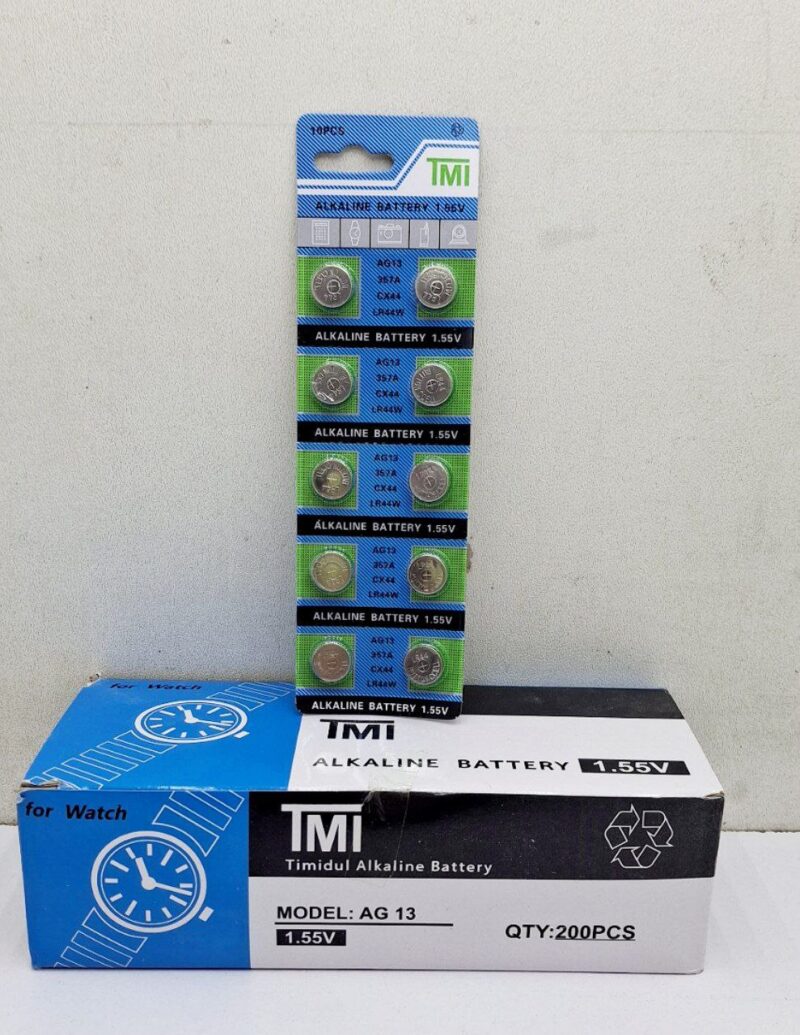 10PCS
TMI
ALKALINE BATTERY 1.55V
AG13
357A
CX44
LR44W
ALKALINE BATTERY 1.55V
AG13
357A
CX44
LR44W
ALKALINE BATTERY 1.55V
AG13
357A
CX44
LR44W
ALKALINE BATTERY 1.55V
AG13
357A
CX44
LR44W
ALKALINE BATTERY 1.55V
AG13
357A
CX44
LR44W
ALKALINE BATTERY 1.55V
for Watch
TMI
ALKALINE BATTERY 1.55V
for Watch
TMI
Timidul Alkaline Battery
MODEL: AG 13
1.55V
QTY:200PCS